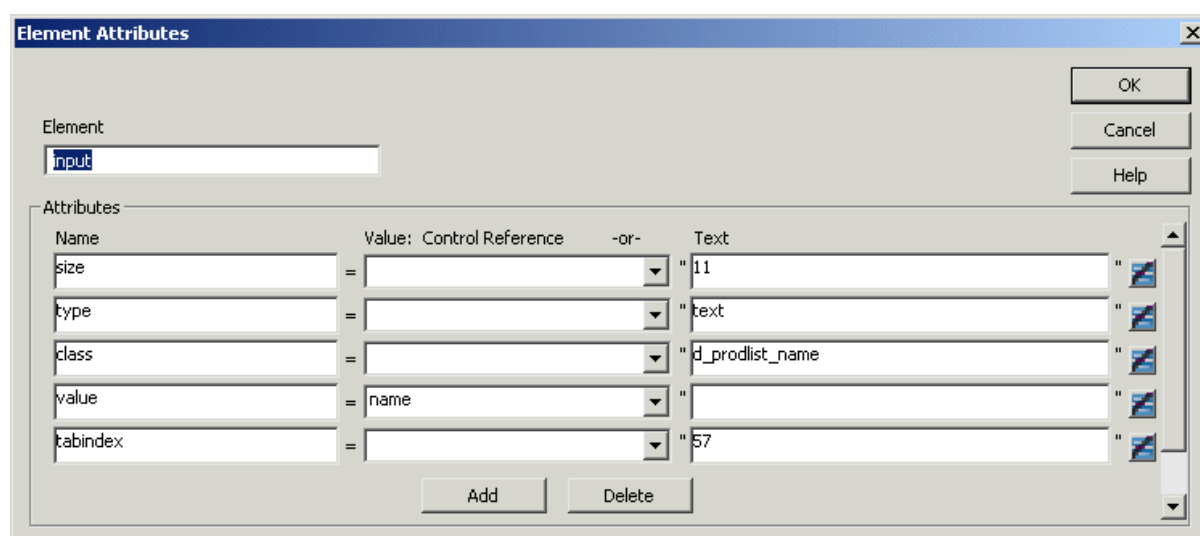 Element Attributes
OK
Element
Cancel
input
Help
Attributes
Name Value: Control Reference -or- Text
size = " 11 "
type = " text "
class = " d_prodlist_name "
value = name " "
tabindex = " 57 "
Add Delete